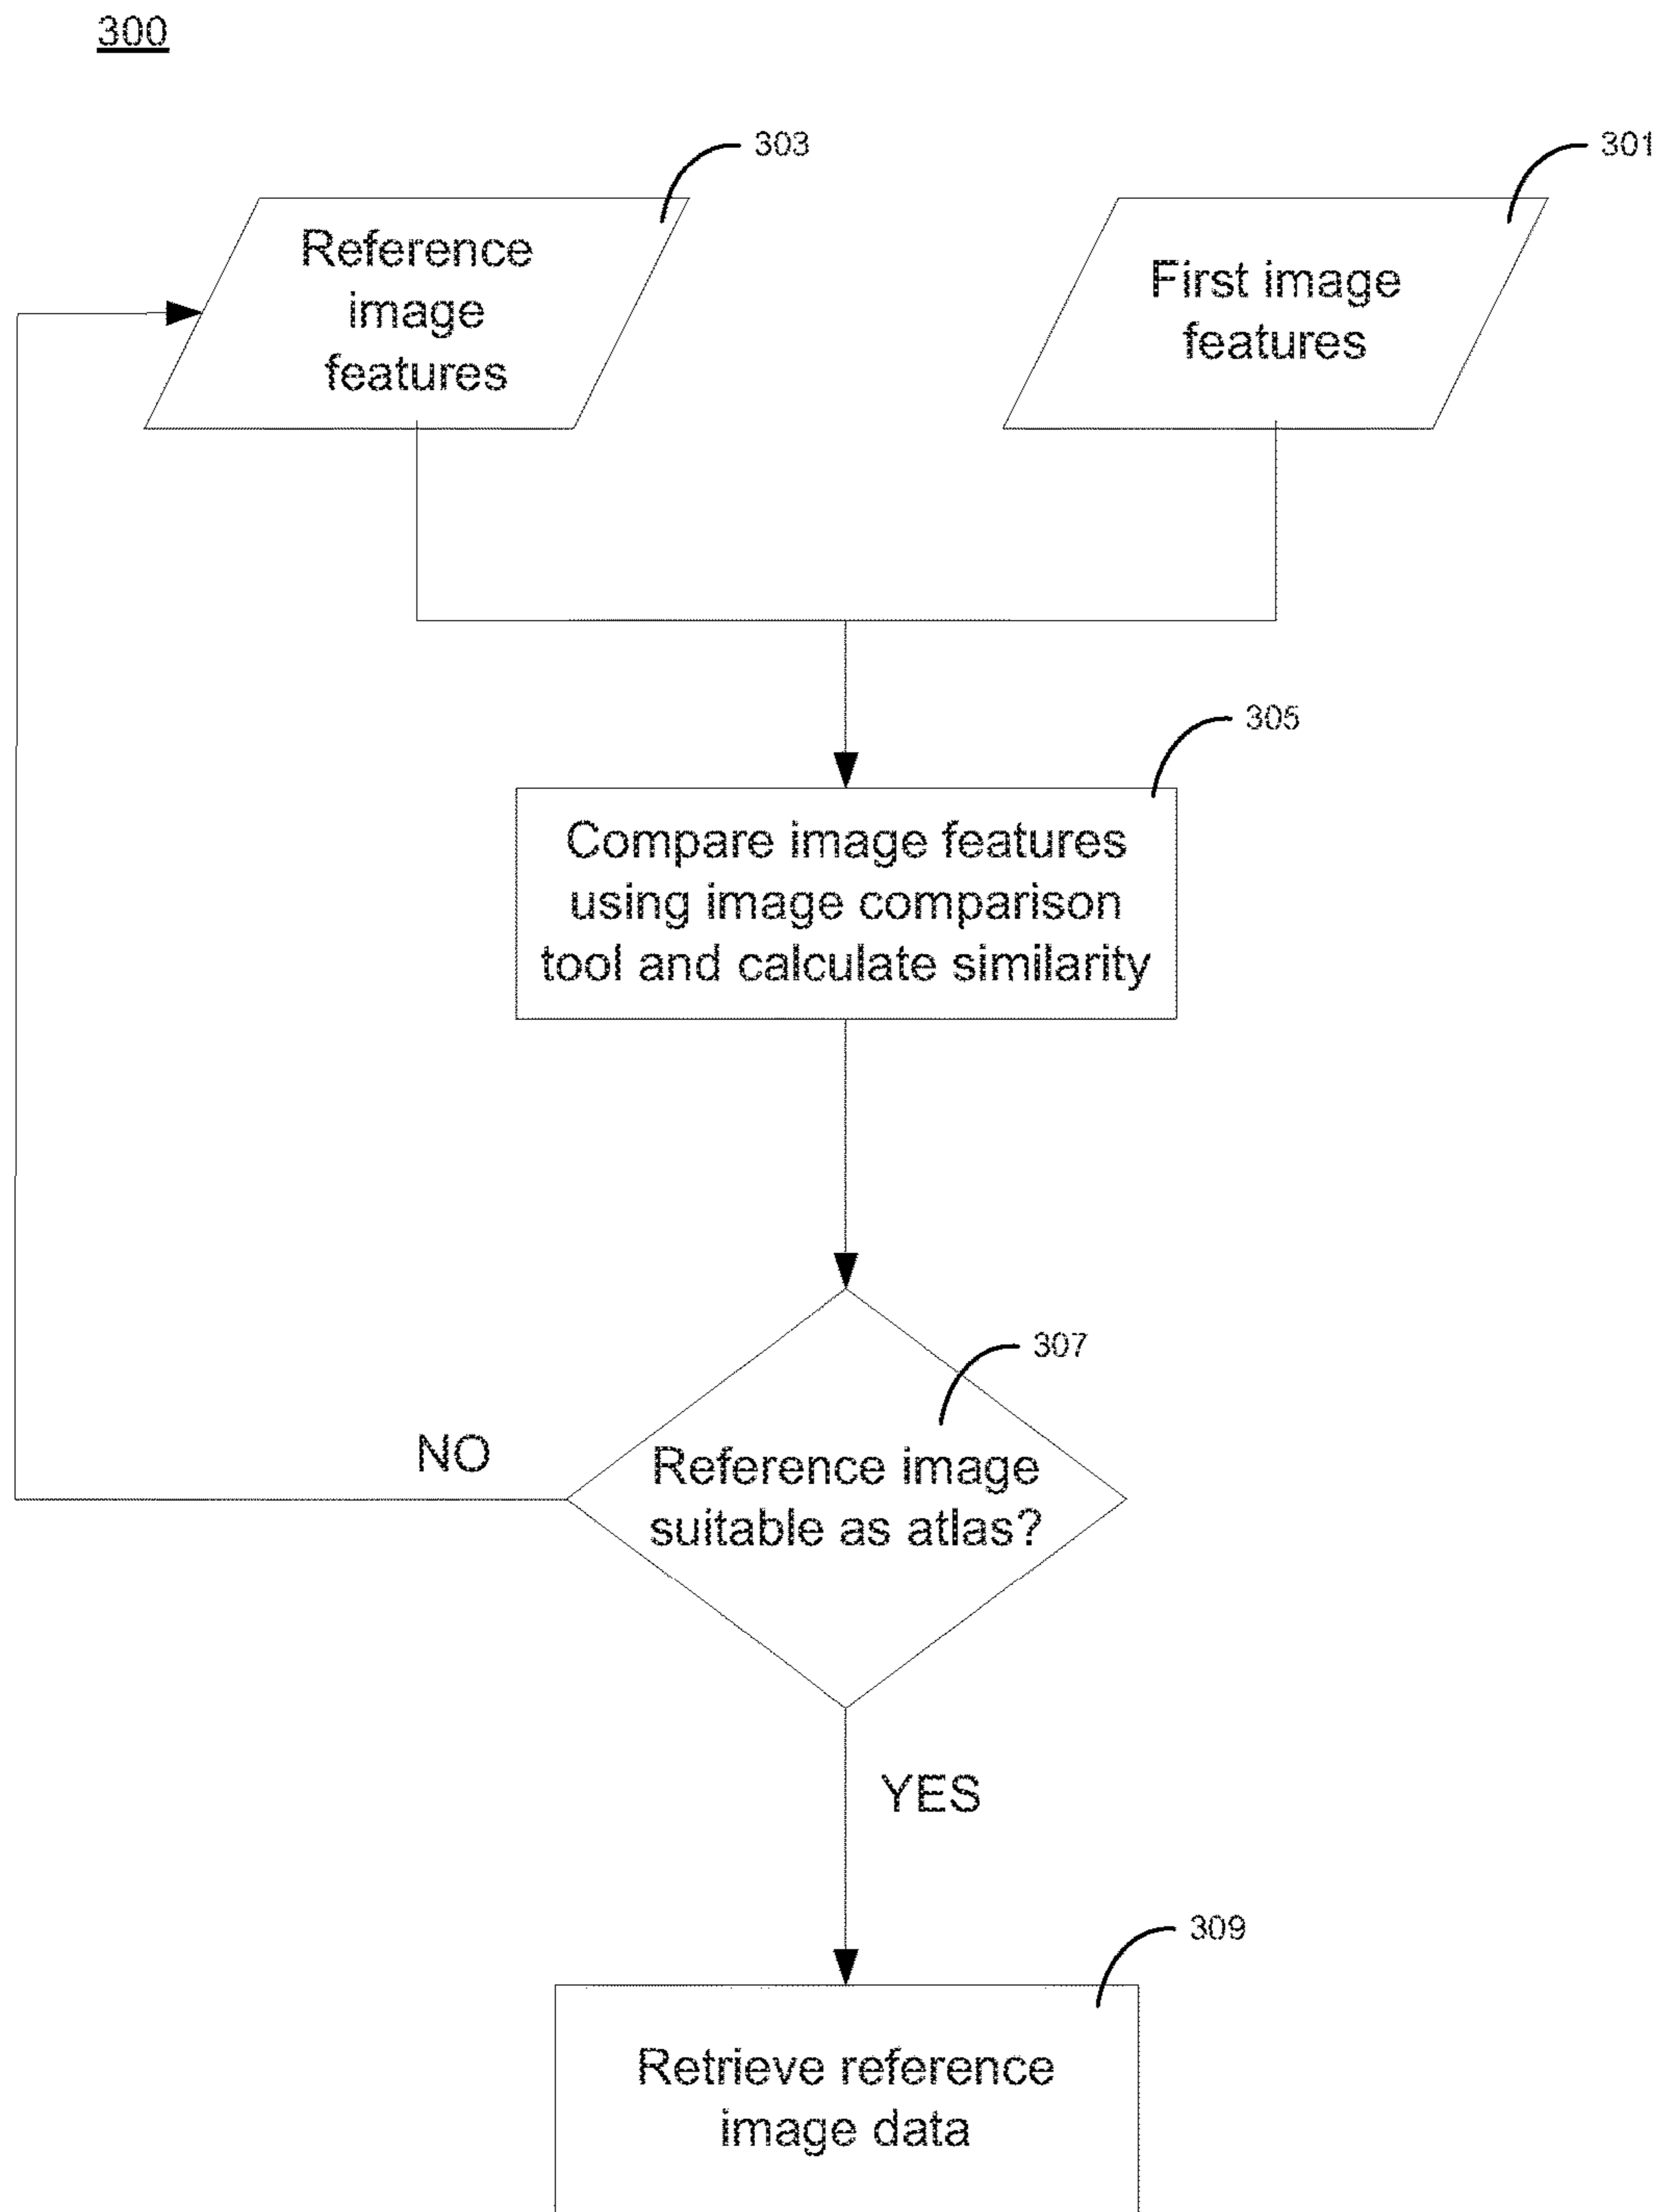 300
303
301
Reference
image
features
First image
features
305
Compare image features
using image comparison
tool and calculate similarity
307
NO
Reference image
suitable as atlas?
YES
309
Retrieve reference
image data